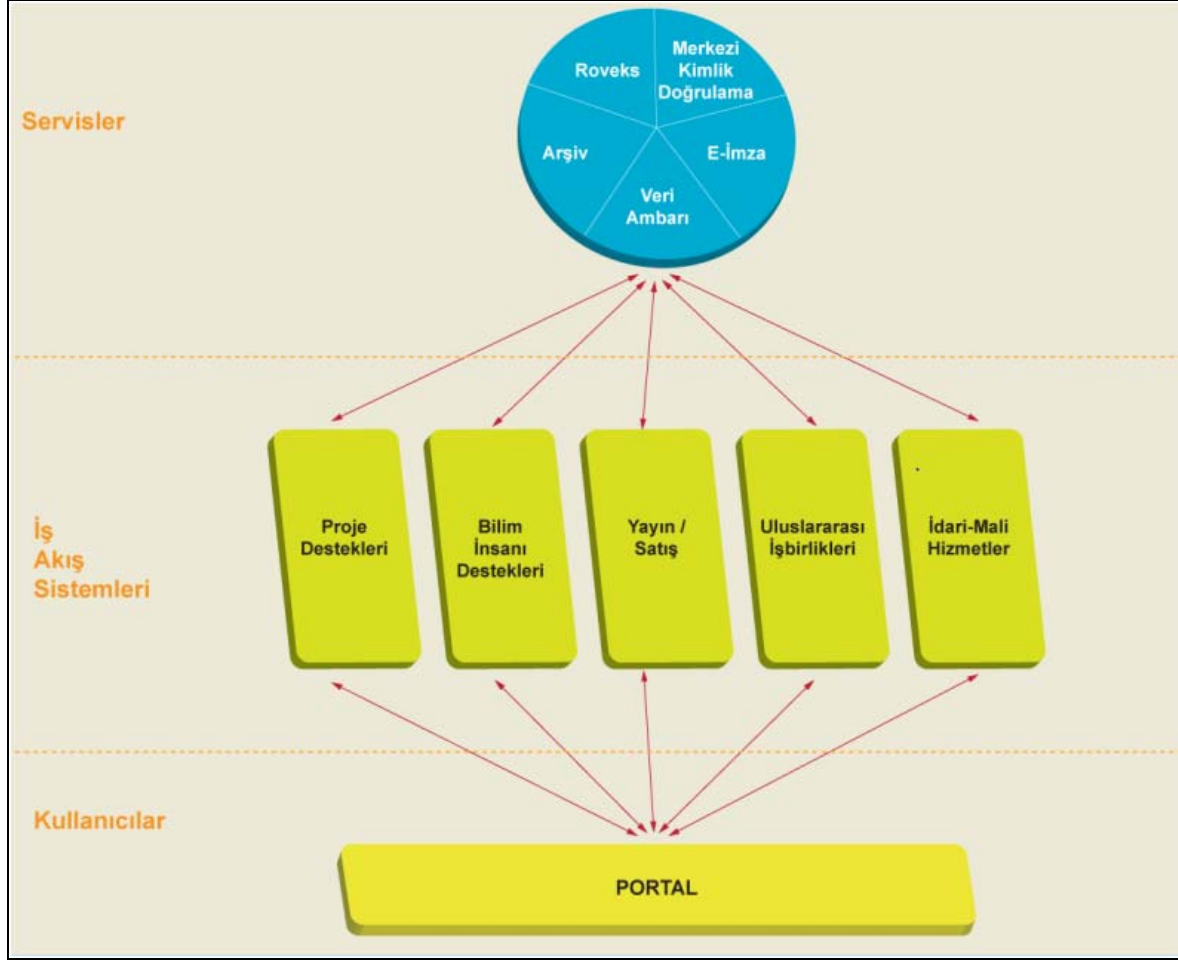 Servisler
Roveks
Merkezi
Kimlik
Doğrulama
Arşiv
E-İmza
Veri
Ambarı
İş
Akış
Sistemleri
Proje
Destekleri
Bilim
İnsanı
Destekleri
Yayın /
Satış
Uluslararası
İşbirlikleri
İdari-Mali
Hizmetler
Kullanıcılar
PORTAL